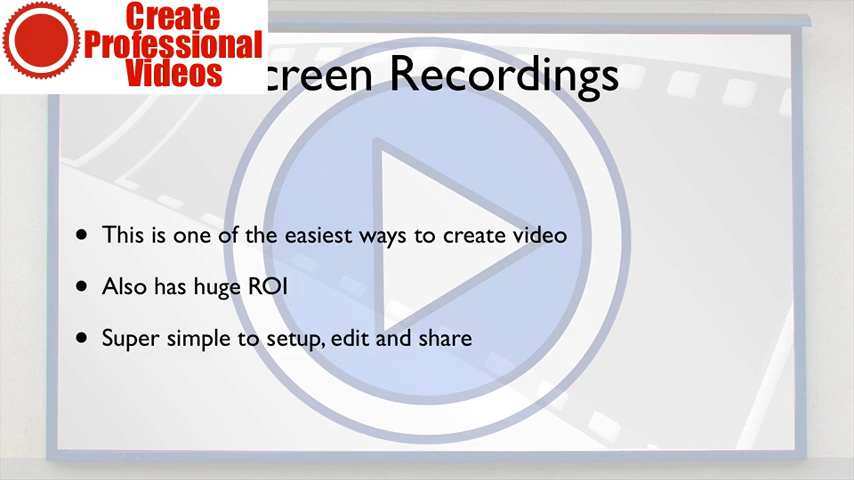 Create
Professional
Videos
creen Recordings
• This is one of the easiest ways to create video
• Also has huge ROI
• Super simple to setup, edit and share